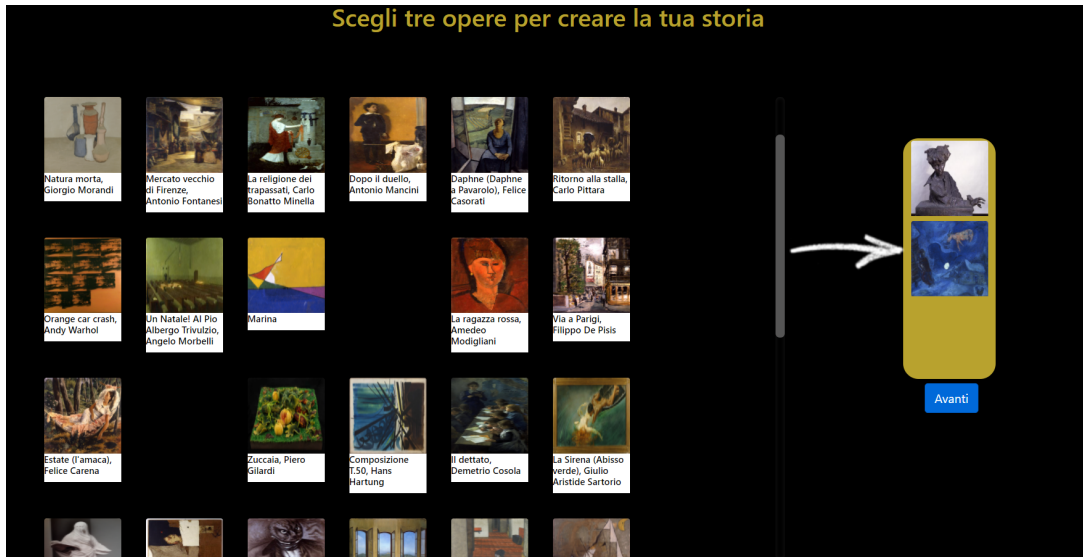 Scegli tre opere per creare la tua storia
Natura morta,
Giorgio Morandi
Mercato vecchio
di Firenze,
Antonio Fontanesi
La religione dei
trapassati, Carlo
Bonatto Minella
Dopo il duello,
Antonio Mancini
Daphne (Daphne
a Pavarolo), Felice
Casorati
Ritorno alla stalla,
Carlo Pittara
Orange car crash,
Andy Warhol
Un Natale! Al Pio
Albergo Trivulzio,
Angelo Morbelli
Marina
La ragazza rossa,
Amedeo
Modigliani
Via a Parigi,
Filippo De Pisis
Estate (l'amaca),
Felice Carena
Zuccaia, Piero
Gilardi
Composizione
T.50, Hans
Hartung
Il dettato,
Demetrio Cosola
La Sirena (Abisso
verde), Giulio
Aristide Sartorio
Avanti